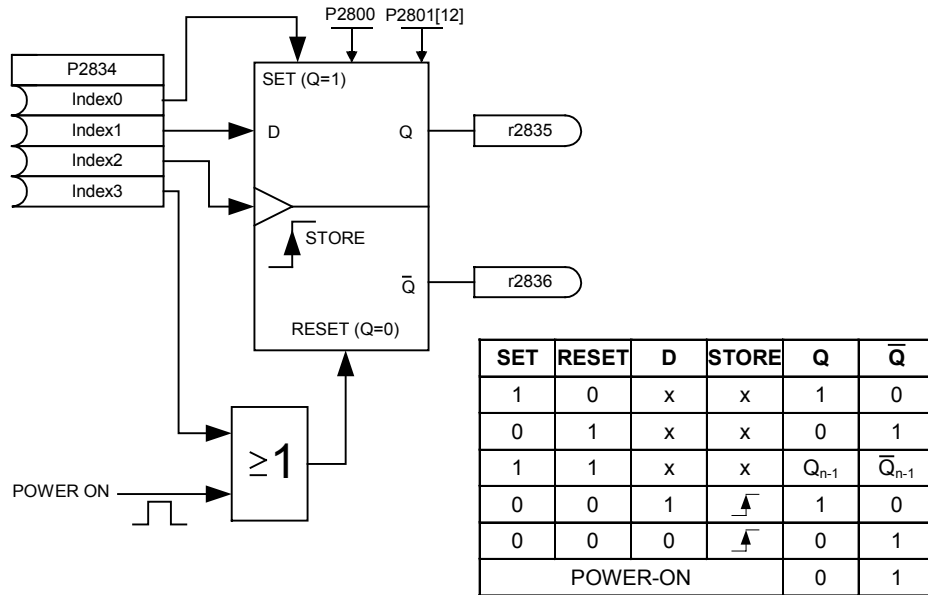 P2800 P2801[12]
P2834
Index0
Index1
Index2
Index3
SET (Q=1)
D
Q
r2835
STORE
Q̅
r2836
RESET (Q=0)
≥1
POWER ON
SET RESET D STORE Q Q̅
1 0 x x 1 0
0 1 x x 0 1
1 1 x x Qn-1 Q̅n-1
0 0 1 1 0
0 0 0 0 1
POWER-ON 0 1